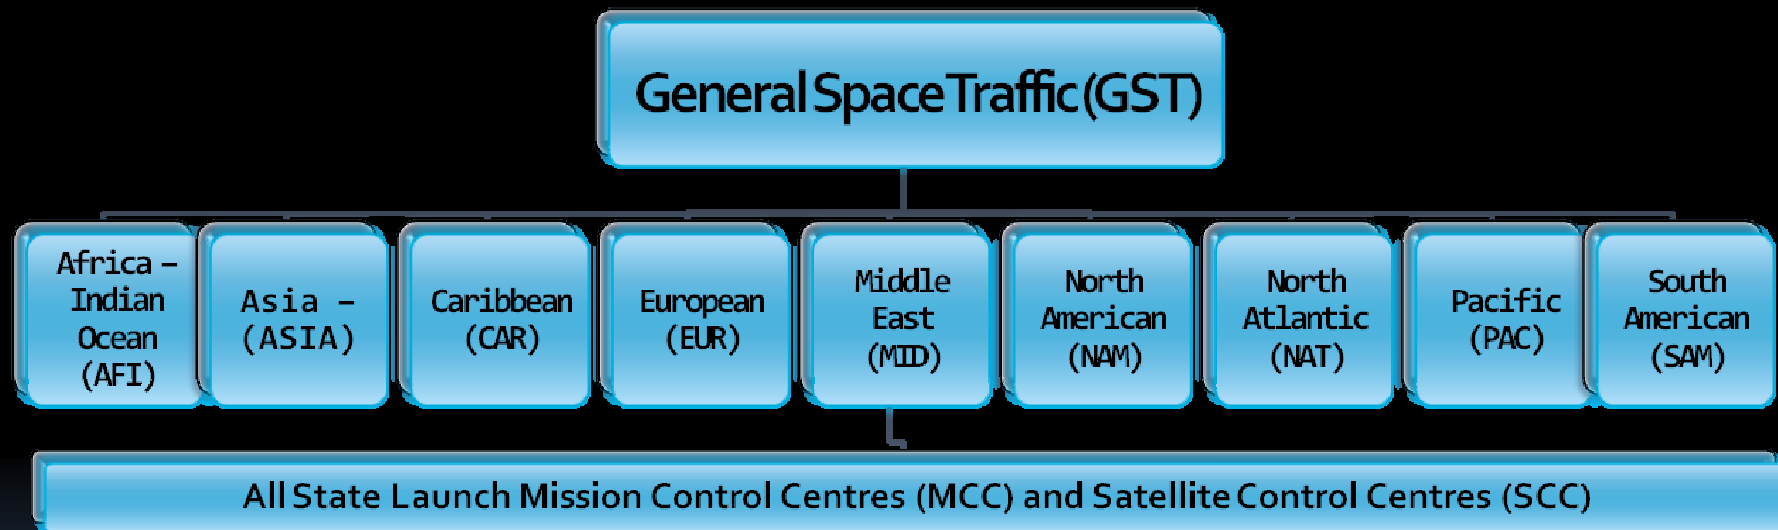 General Space Traffic (GST)
Africa –
Indian
Ocean
(AFI)
Asia –
(ASIA)
Caribbean
(CAR)
European
(EUR)
Middle
East
(MID)
North
American
(NAM)
North
Atlantic
(NAT)
Pacific
(PAC)
South
American
(SAM)
All State Launch Mission Control Centres (MCC) and Satellite Control Centres (SCC)